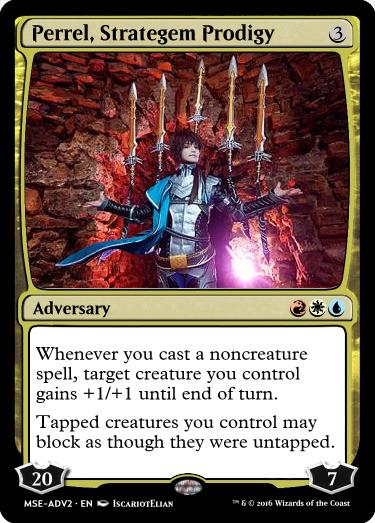 Perrel, Strategem Prodigy 3
Adversary
Whenever you cast a noncreature
spell, target creature you control
gains +1/+1 until end of turn.
Tapped creatures you control may
block as though they were untapped.
20 7
MSE-ADV2 · EN IscariotElian ™ & © 2016 Wizards of the Coast